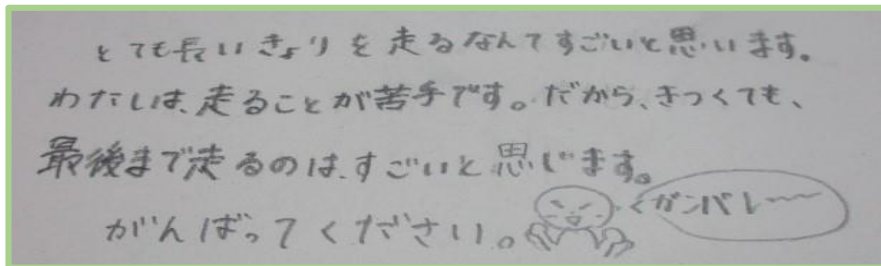 とても長いきょりを走るなんてすごいと思います。
わたしは、走ることが苦手です。だから、きつくても、
最後まで走るのは、すごいと思います。
がんばってください。
ガンバレ〜〜